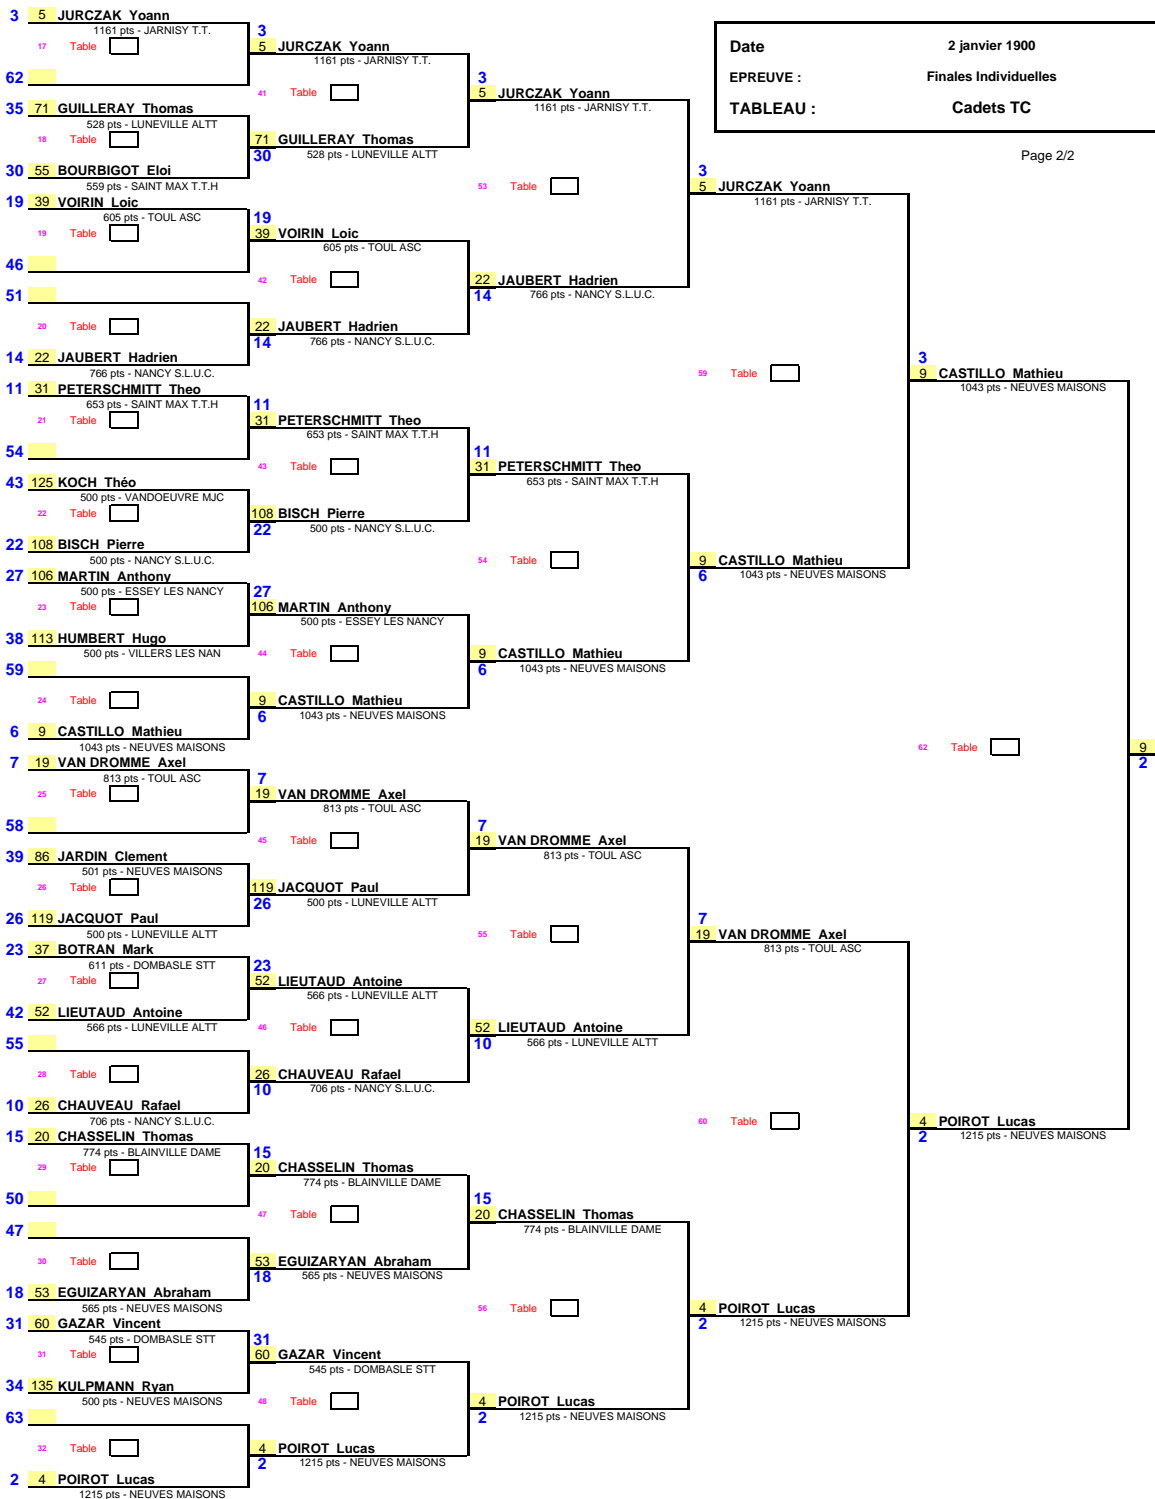 Date 2 janvier 1900
EPREUVE : Finales Individuelles
TABLEAU : Cadets TC
Page 2/2
3 5 JURCZAK Yoann
1161 pts - JARNISY T.T.
17 Table
62
35 71 GUILLERAY Thomas
528 pts - LUNEVILLE ALTT
18 Table
30 55 BOURBIGOT Eloi
559 pts - SAINT MAX T.T.H
19 39 VOIRIN Loic
605 pts - TOUL ASC
19 Table
46
51
20 Table
14 22 JAUBERT Hadrien
766 pts - NANCY S.L.U.C.
11 31 PETERSCHMITT Theo
653 pts - SAINT MAX T.T.H
21 Table
54
43 125 KOCH Théo
500 pts - VANDOEUVRE MJC
22 Table
22 108 BISCH Pierre
500 pts - NANCY S.L.U.C.
27 106 MARTIN Anthony
500 pts - ESSEY LES NANCY
23 Table
38 113 HUMBERT Hugo
500 pts - VILLERS LES NAN
59
24 Table
6 9 CASTILLO Mathieu
1043 pts - NEUVES MAISONS
7 19 VAN DROMME Axel
813 pts - TOUL ASC
25 Table
58
39 86 JARDIN Clement
501 pts - NEUVES MAISONS
26 Table
26 119 JACQUOT Paul
500 pts - LUNEVILLE ALTT
23 37 BOTRAN Mark
611 pts - DOMBASLE STT
27 Table
42 52 LIEUTAUD Antoine
566 pts - LUNEVILLE ALTT
55
28 Table
10 26 CHAUVEAU Rafael
706 pts - NANCY S.L.U.C.
15 20 CHASSELIN Thomas
774 pts - BLAINVILLE DAME
29 Table
50
47
30 Table
18 53 EGUIZARYAN Abraham
565 pts - NEUVES MAISONS
31 60 GAZAR Vincent
545 pts - DOMBASLE STT
31 Table
34 135 KULPMANN Ryan
500 pts - NEUVES MAISONS
63
32 Table
2 4 POIROT Lucas
1215 pts - NEUVES MAISONS
3
5 JURCZAK Yoann
1161 pts - JARNISY T.T.
41 Table
71 GUILLERAY Thomas
30 528 pts - LUNEVILLE ALTT
19
39 VOIRIN Loic
605 pts - TOUL ASC
42 Table
22 JAUBERT Hadrien
14 766 pts - NANCY S.L.U.C.
11
31 PETERSCHMITT Theo
653 pts - SAINT MAX T.T.H
43 Table
108 BISCH Pierre
22 500 pts - NANCY S.L.U.C.
27
106 MARTIN Anthony
500 pts - ESSEY LES NANCY
44 Table
9 CASTILLO Mathieu
6 1043 pts - NEUVES MAISONS
7
19 VAN DROMME Axel
813 pts - TOUL ASC
45 Table
119 JACQUOT Paul
26 500 pts - LUNEVILLE ALTT
23
52 LIEUTAUD Antoine
566 pts - LUNEVILLE ALTT
46 Table
26 CHAUVEAU Rafael
10 706 pts - NANCY S.L.U.C.
15
20 CHASSELIN Thomas
774 pts - BLAINVILLE DAME
47 Table
53 EGUIZARYAN Abraham
18 565 pts - NEUVES MAISONS
31
60 GAZAR Vincent
545 pts - DOMBASLE STT
48 Table
4 POIROT Lucas
2 1215 pts - NEUVES MAISONS
3
5 JURCZAK Yoann
1161 pts - JARNISY T.T.
53 Table
22 JAUBERT Hadrien
14 766 pts - NANCY S.L.U.C.
11
31 PETERSCHMITT Theo
653 pts - SAINT MAX T.T.H
54 Table
9 CASTILLO Mathieu
6 1043 pts - NEUVES MAISONS
7
19 VAN DROMME Axel
813 pts - TOUL ASC
55 Table
52 LIEUTAUD Antoine
10 566 pts - LUNEVILLE ALTT
15
20 CHASSELIN Thomas
774 pts - BLAINVILLE DAME
56 Table
4 POIROT Lucas
2 1215 pts - NEUVES MAISONS
3
5 JURCZAK Yoann
1161 pts - JARNISY T.T.
59 Table
9 CASTILLO Mathieu
6 1043 pts - NEUVES MAISONS
7
19 VAN DROMME Axel
813 pts - TOUL ASC
60 Table
4 POIROT Lucas
2 1215 pts - NEUVES MAISONS
3
9 CASTILLO Mathieu
1043 pts - NEUVES MAISONS
62 Table
4 POIROT Lucas
2 1215 pts - NEUVES MAISONS
9
2